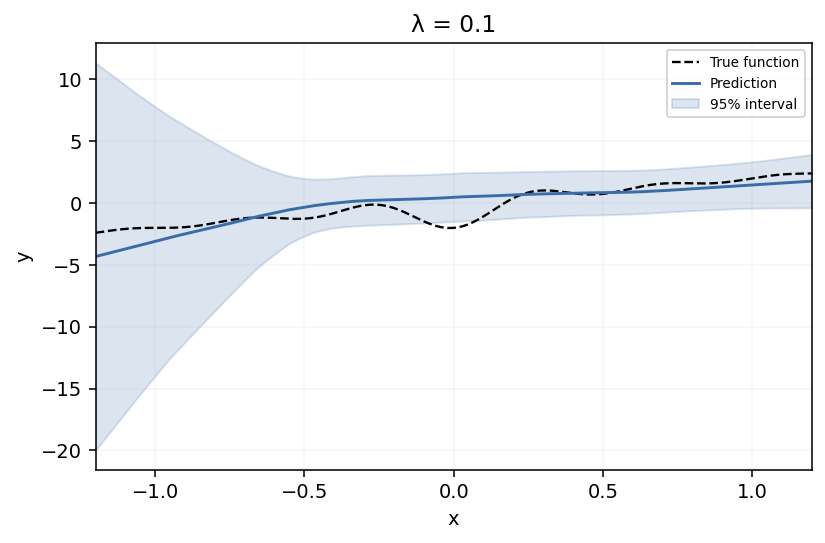 λ = 0.1
True function
Prediction
95% interval
10
5
0
−5
−10
−15
−20
y
−1.0
−0.5
0.0
0.5
1.0
x